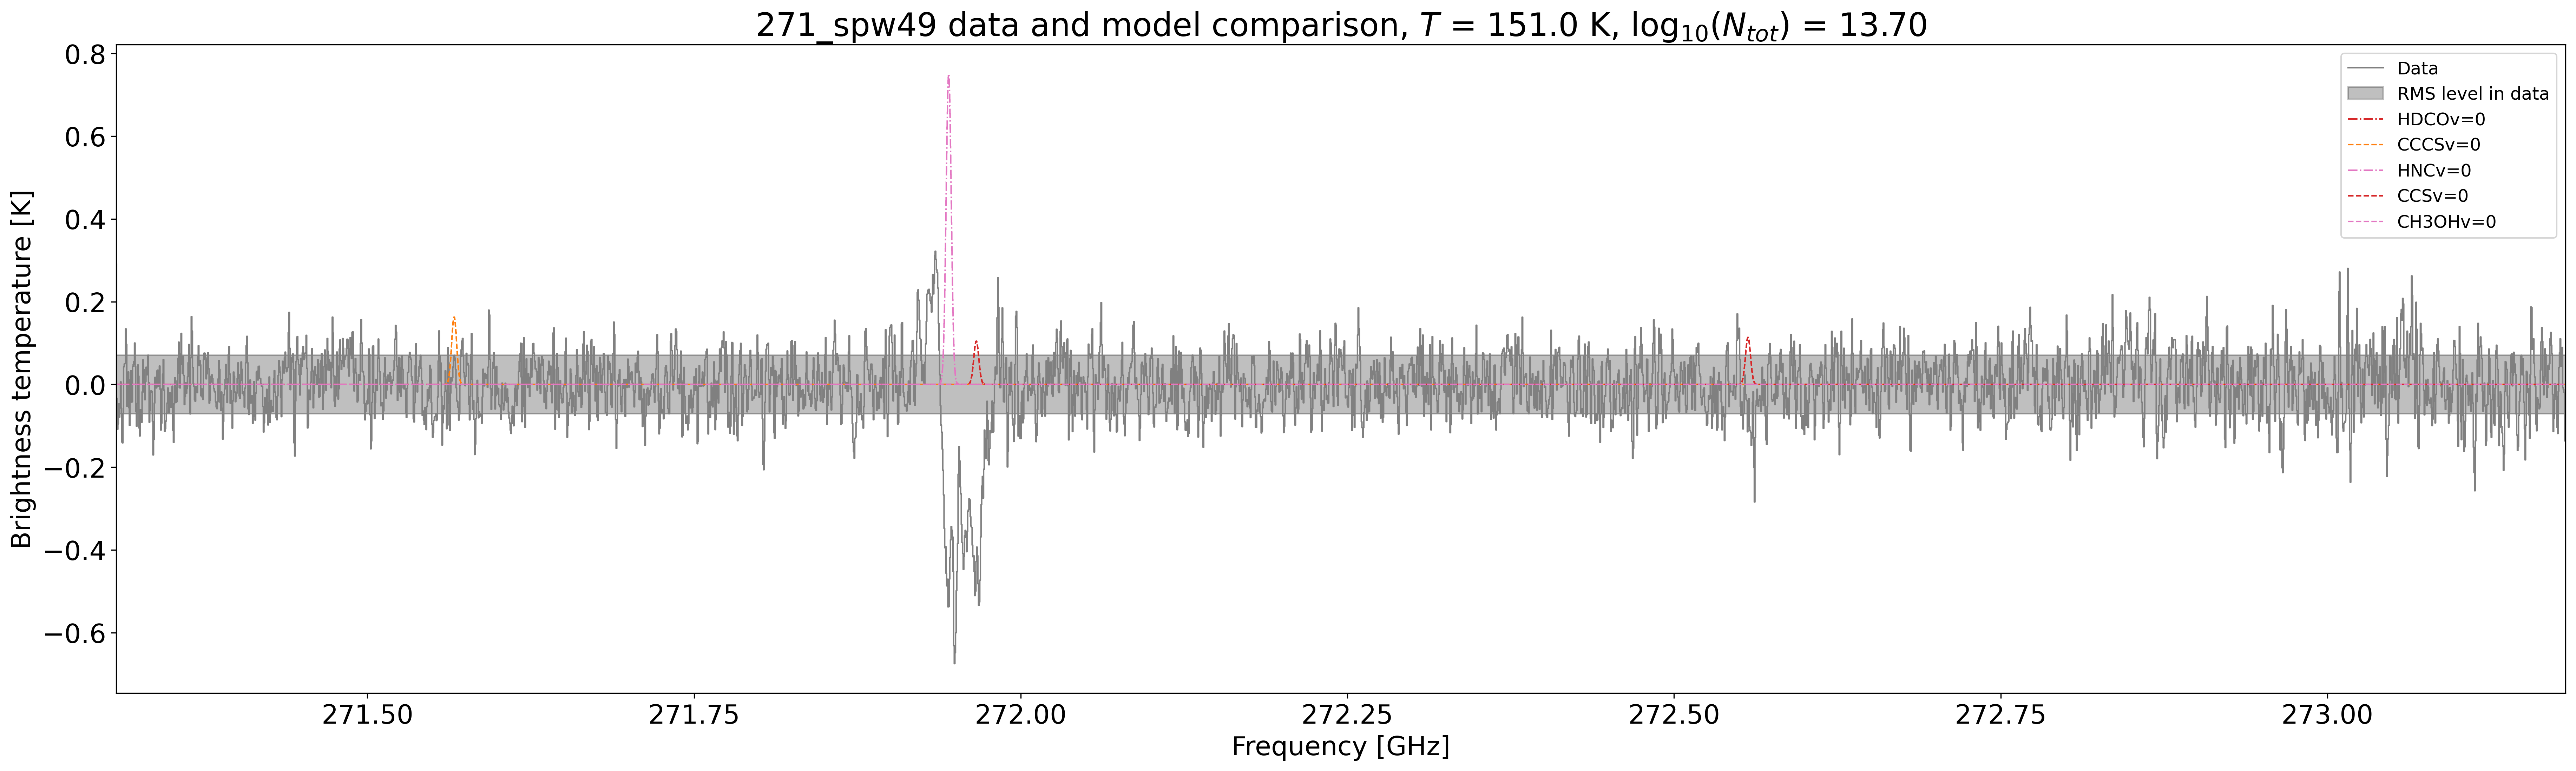 271_spw49 data and model comparison, T = 151.0 K, log₁₀(Nₜₒₜ) = 13.70
Data
RMS level in data
HDCOv=0
CCCSv=0
HNCv=0
CCSv=0
CH3OHv=0
Brightness temperature [K]
0.8
0.6
0.4
0.2
0.0
−0.2
−0.4
−0.6
271.50 271.75 272.00 272.25 272.50 272.75 273.00
Frequency [GHz]